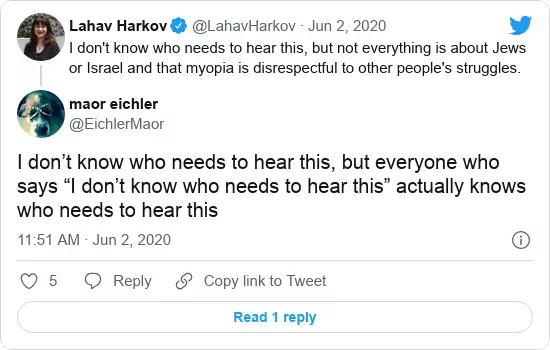 Lahav Harkov @LahavHarkov · Jun 2, 2020
I don't know who needs to hear this, but not everything is about Jews
or Israel and that myopia is disrespectful to other people's struggles.
maor eichler
@EichlerMaor
I don’t know who needs to hear this, but everyone who
says “I don’t know who needs to hear this” actually knows
who needs to hear this
11:51 AM · Jun 2, 2020
5 Reply Copy link to Tweet
Read 1 reply